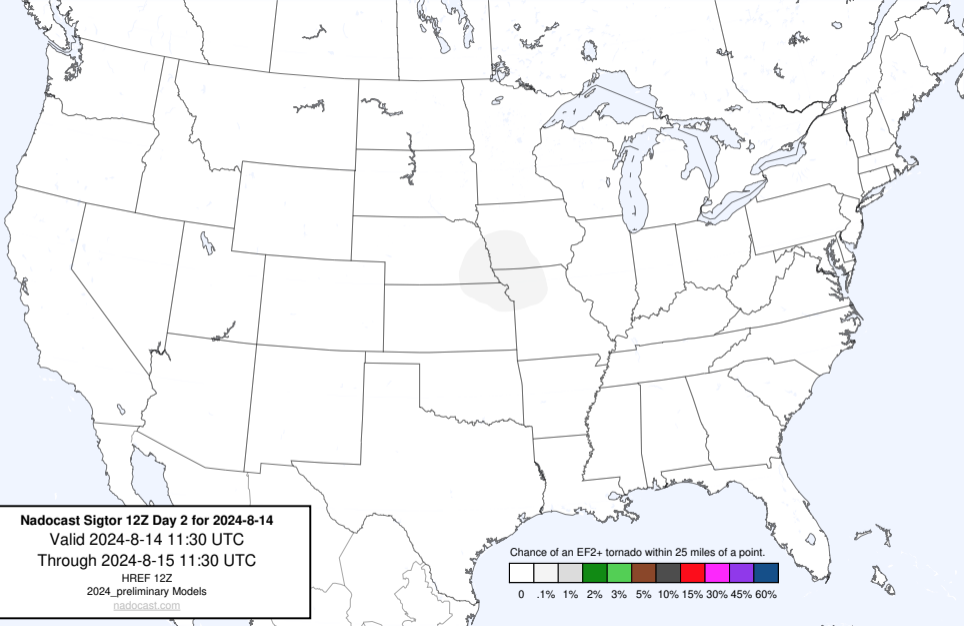 Nadocast Sigtor 12Z Day 2 for 2024-8-14
Valid 2024-8-14 11:30 UTC
Through 2024-8-15 11:30 UTC
HREF 12Z
2024_preliminary Models
nadocast.com
Chance of an EF2+ tornado within 25 miles of a point.
0 .1% 1% 2% 3% 5% 10% 15% 30% 45% 60%